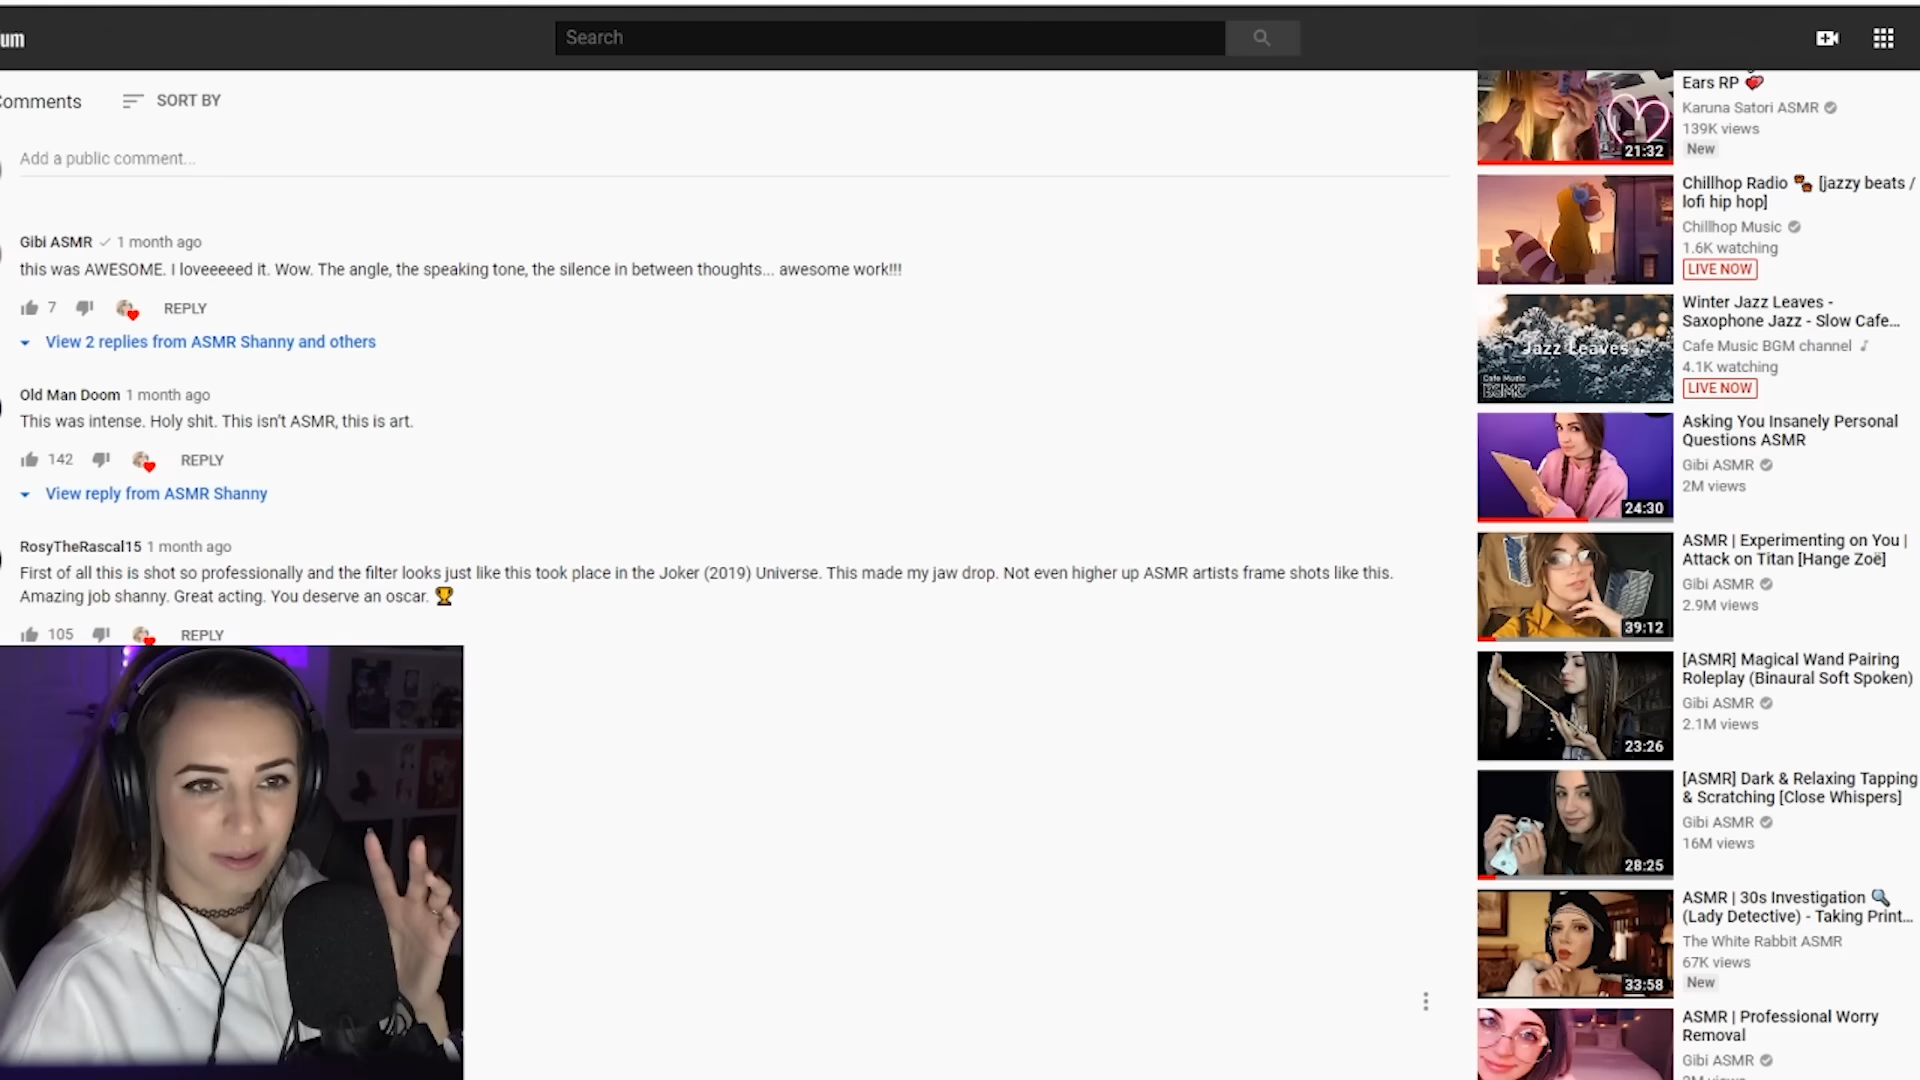 um
Search
Comments
SORT BY
Add a public comment...
Gibi ASMR 1 month ago
this was AWESOME. I loveeeeed it. Wow. The angle, the speaking tone, the silence in between thoughts... awesome work!!!
7 REPLY
View 2 replies from ASMR Shanny and others
Old Man Doom 1 month ago
This was intense. Holy shit. This isn't ASMR, this is art.
142 REPLY
View reply from ASMR Shanny
RosyTheRascal15 1 month ago
First of all this is shot so professionally and the filter looks just like this took place in the Joker (2019) Universe. This made my jaw drop. Not even higher up ASMR artists frame shots like this.
Amazing job shanny. Great acting. You deserve an oscar. 🏆
105 REPLY
21:32
Ears RP 💘
Karuna Satori ASMR
139K views
New
Chillhop Radio 🐾 [jazzy beats /
lofi hip hop]
Chillhop Music
1.6K watching
LIVE NOW
Jazz Leaves
Cafe Music
BGM
Winter Jazz Leaves -
Saxophone Jazz - Slow Cafe...
Cafe Music BGM channel ♪
4.1K watching
LIVE NOW
24:30
Asking You Insanely Personal
Questions ASMR
Gibi ASMR
2M views
39:12
ASMR | Experimenting on You |
Attack on Titan [Hange Zoë]
Gibi ASMR
2.9M views
23:26
[ASMR] Magical Wand Pairing
Roleplay (Binaural Soft Spoken)
Gibi ASMR
2.1M views
28:25
[ASMR] Dark & Relaxing Tapping
& Scratching [Close Whispers]
Gibi ASMR
16M views
33:58
ASMR | 30s Investigation 🔍
(Lady Detective) - Taking Print...
The White Rabbit ASMR
67K views
New
ASMR | Professional Worry
Removal
Gibi ASMR